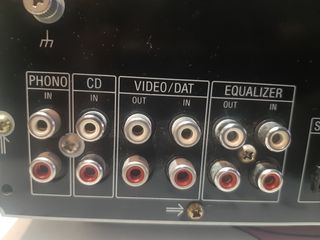 PHONO CD VIDEO/DAT EQUALIZER
IN IN OUT IN OUT IN
S